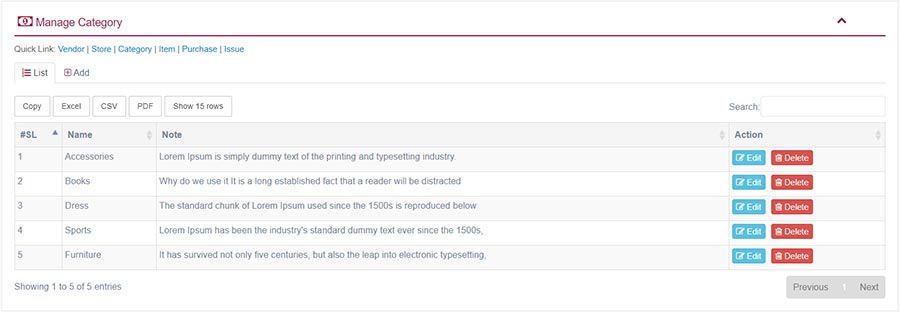 Manage Category
Quick Link: Vendor | Store | Category | Item | Purchase | Issue
List Add
Copy Excel CSV PDF Show 15 rows Search:
#SL Name Note Action
1 Accessories Lorem Ipsum is simply dummy text of the printing and typesetting industry. Edit Delete
2 Books Why do we use it It is a long established fact that a reader will be distracted Edit Delete
3 Dress The standard chunk of Lorem Ipsum used since the 1500s is reproduced below Edit Delete
4 Sports Lorem Ipsum has been the industry's standard dummy text ever since the 1500s, Edit Delete
5 Furniture It has survived not only five centuries, but also the leap into electronic typesetting, Edit Delete
Showing 1 to 5 of 5 entries Previous 1 Next